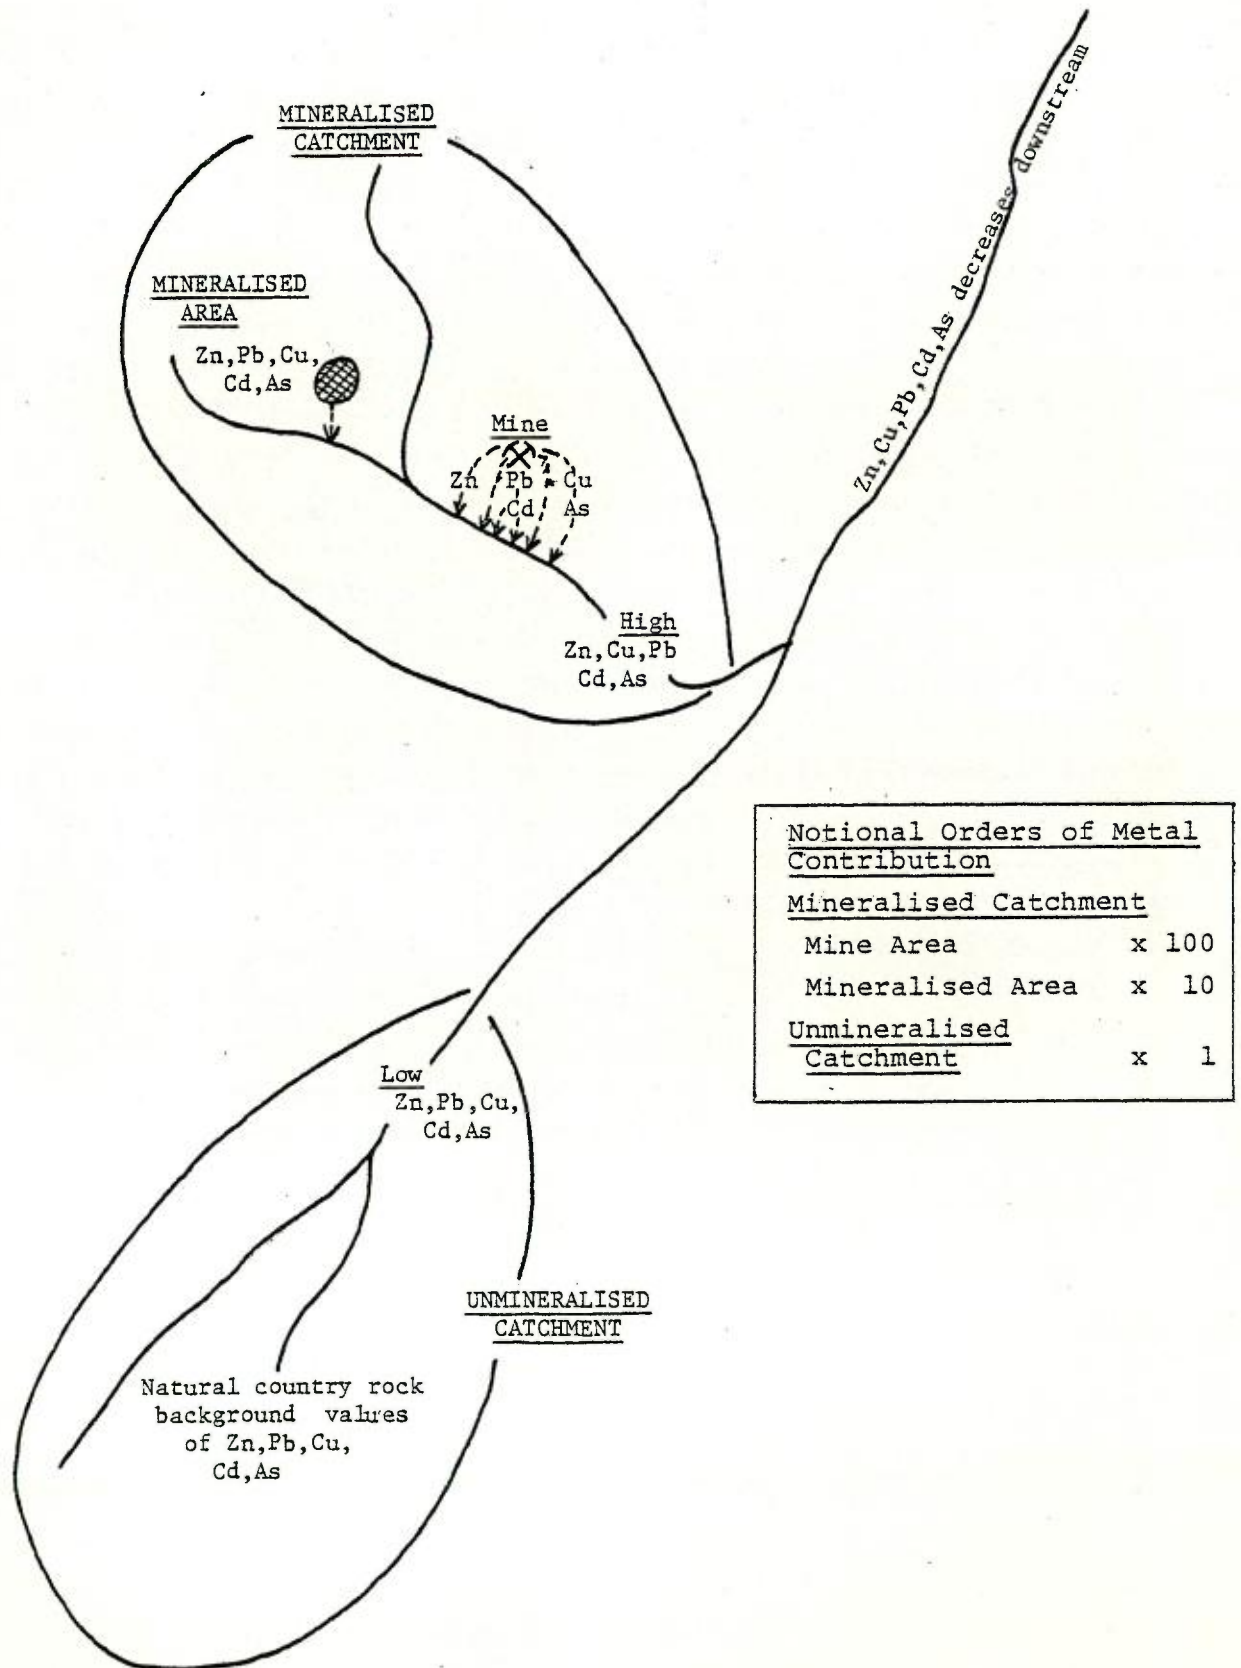 MINERALISED
CATCHMENT
MINERALISED
AREA
Zn,Pb,Cu,
Cd,As
Mine
Zn Pb Cu
Cd As
High
Zn,Cu,Pb
Cd,As
Zn,Cu,Pb,Cd,As decreases downstream
Notional Orders of Metal
Contribution
Mineralised Catchment
Mine Area x 100
Mineralised Area x 10
Unmineralised
Catchment x 1
Low
Zn,Pb,Cu,
Cd,As
UNMINERALISED
CATCHMENT
Natural country rock
background values
of Zn,Pb,Cu,
Cd,As